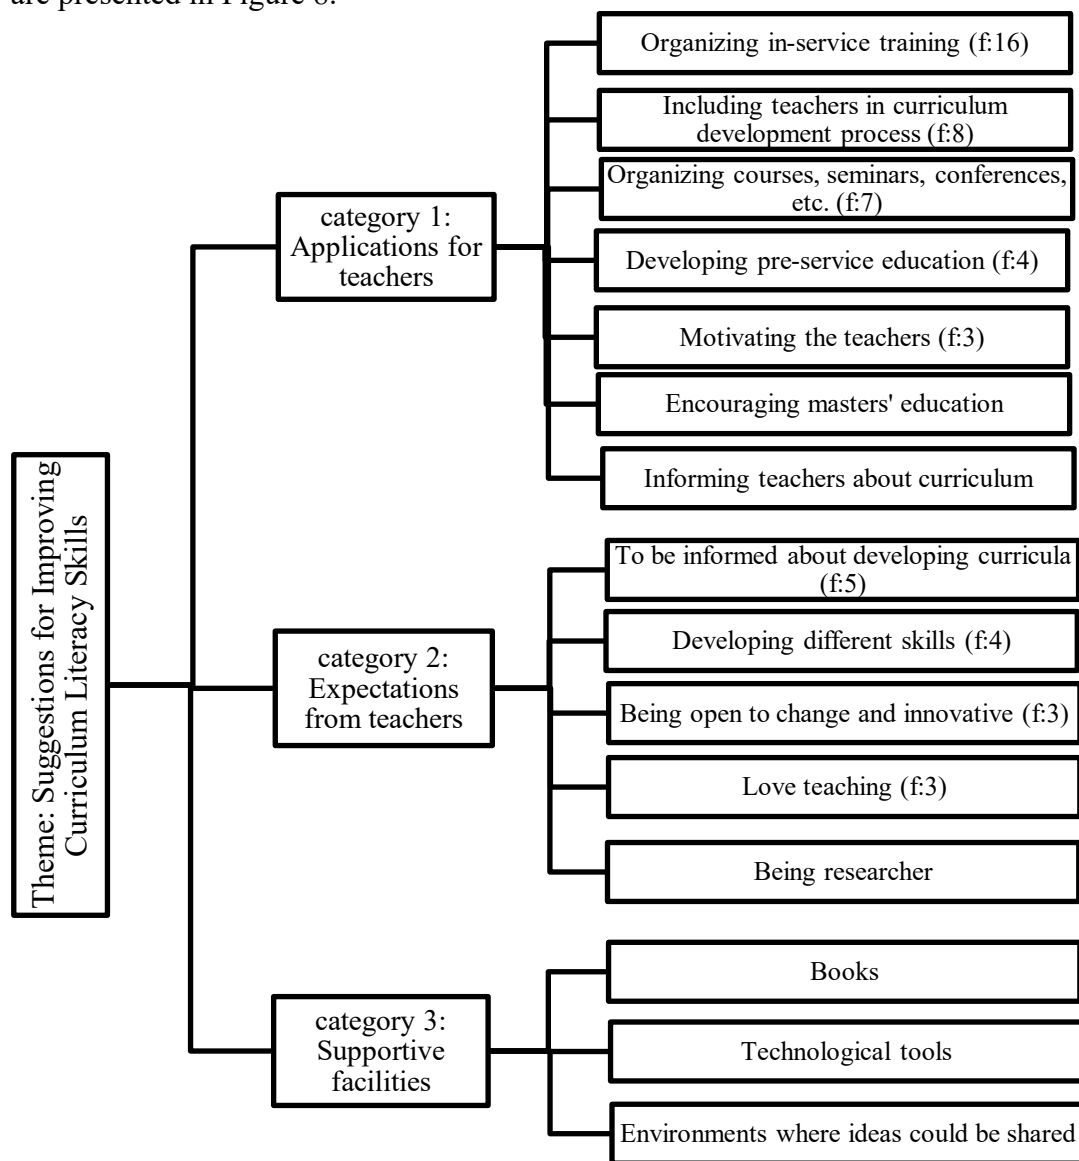 are presented in Figure 8.
Theme: Suggestions for Improving
Curriculum Literacy Skills
category 1:
Applications for
teachers
Organizing in-service training (f:16)
Including teachers in curriculum
development process (f:8)
Organizing courses, seminars, conferences,
etc. (f:7)
Developing pre-service education (f:4)
Motivating the teachers (f:3)
Encouraging masters' education
Informing teachers about curriculum
category 2:
Expectations
from teachers
To be informed about developing curricula
(f:5)
Developing different skills (f:4)
Being open to change and innovative (f:3)
Love teaching (f:3)
Being researcher
category 3:
Supportive
facilities
Books
Technological tools
Environments where ideas could be shared